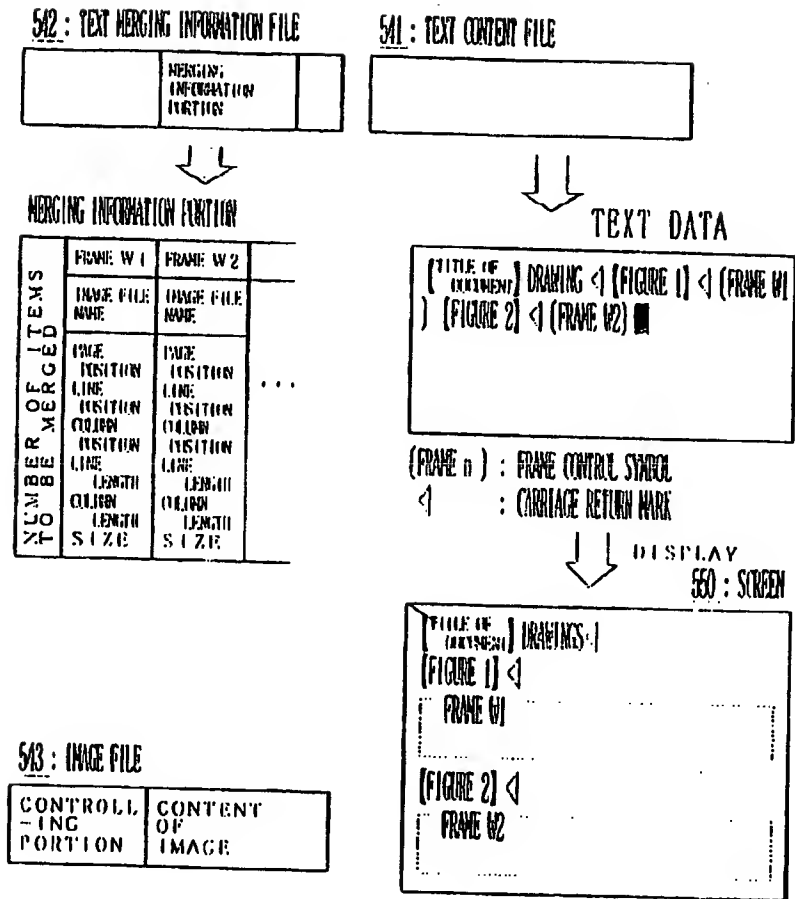 542 : TEXT MERGING INFORMATION FILE
MERGING
INFORMATION
PORTION
MERGING INFORMATION PORTION
NUMBER OF ITEMS
TO BE MERGED
FRAME W1 FRAME W2
IMAGE FILE IMAGE FILE
NAME NAME
PAGE PAGE
POSITION POSITION
LINE LINE
POSITION POSITION
COLUMN COLUMN
POSITION POSITION
LINE LINE
LENGTH LENGTH
COLUMN COLUMN
LENGTH LENGTH
SIZE SIZE
...
543 : IMAGE FILE
CONTROLL CONTENT
-ING OF
PORTION IMAGE
541 : TEXT CONTENT FILE
TEXT DATA
[TITLE OF DOCUMENT] DRAWING ◁ [FIGURE 1] ◁ (FRAME W1
) [FIGURE 2] ◁ (FRAME W2) ■
(FRAME n) : FRAME CONTROL SYMBOL
◁ : CARRIAGE RETURN MARK
DISPLAY
550 : SCREEN
[TITLE OF DOCUMENT] DRAWINGS ◁
[FIGURE 1] ◁
FRAME W1
[FIGURE 2] ◁
FRAME W2